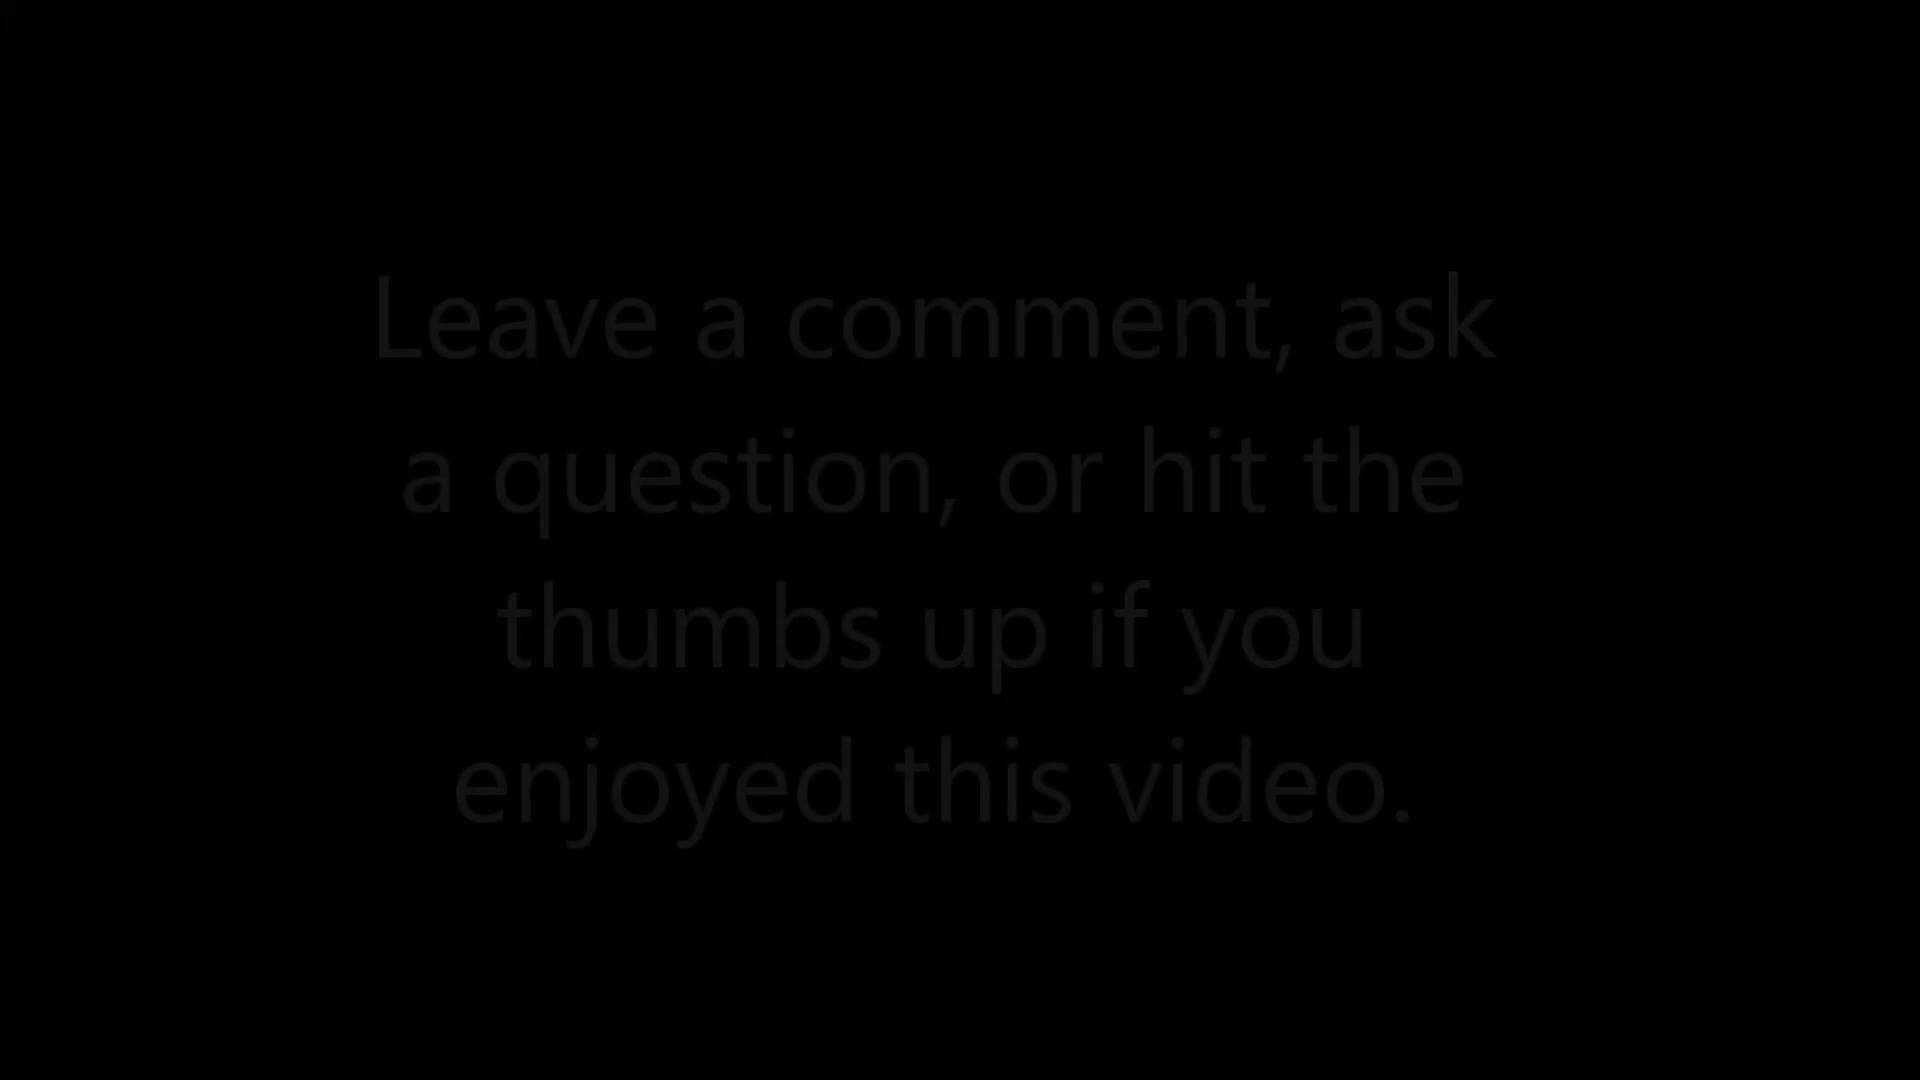 Leave a comment, ask
a question, or hit the
thumbs up if you
enjoyed this video.